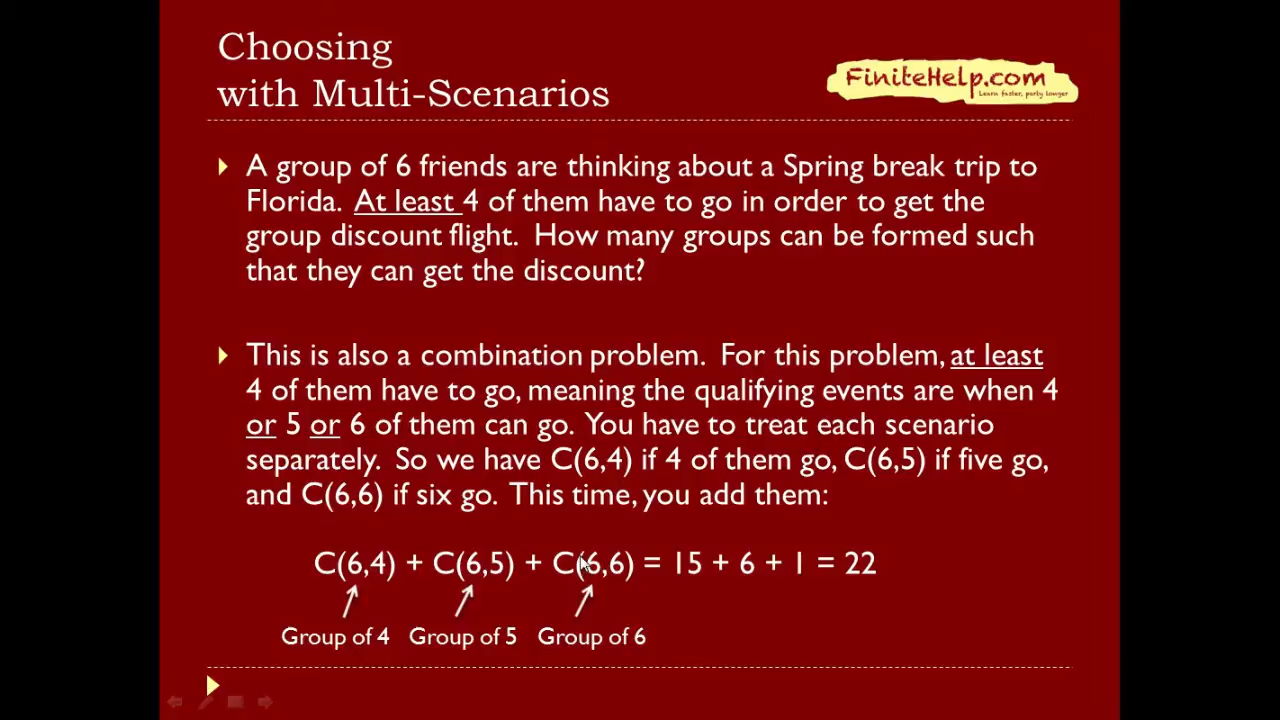 Choosing
with Multi-Scenarios
FiniteHelp.com
Learn faster, party longer
A group of 6 friends are thinking about a Spring break trip to
Florida. At least 4 of them have to go in order to get the
group discount flight. How many groups can be formed such
that they can get the discount?
This is also a combination problem. For this problem, at least
4 of them have to go, meaning the qualifying events are when 4
or 5 or 6 of them can go. You have to treat each scenario
separately. So we have C(6,4) if 4 of them go, C(6,5) if five go,
and C(6,6) if six go. This time, you add them:
C(6,4) + C(6,5) + C(6,6) = 15 + 6 + 1 = 22
Group of 4 Group of 5 Group of 6